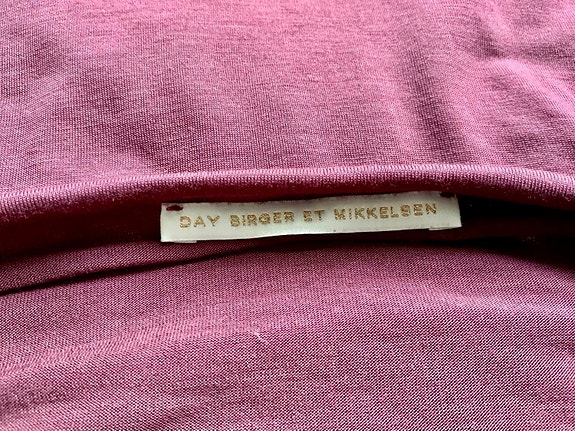 DAY BIRGER ET MIKKELSEN